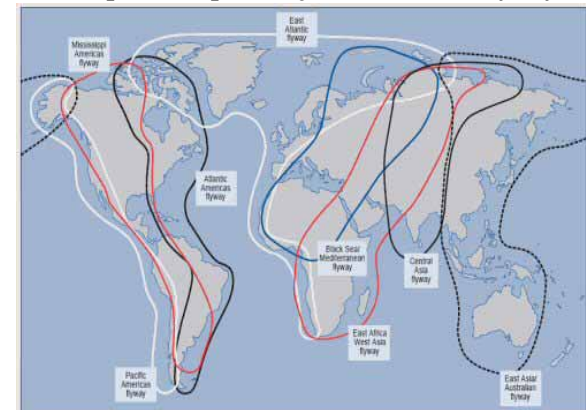 East
Atlantic
flyway
Mississippi
Americas
flyway
Atlantic
Americas
flyway
Black Sea/
Mediterranean
flyway
Central
Asia
flyway
East Africa
West Asia
flyway
Pacific
Americas
flyway
East Asia/
Australian
flyway